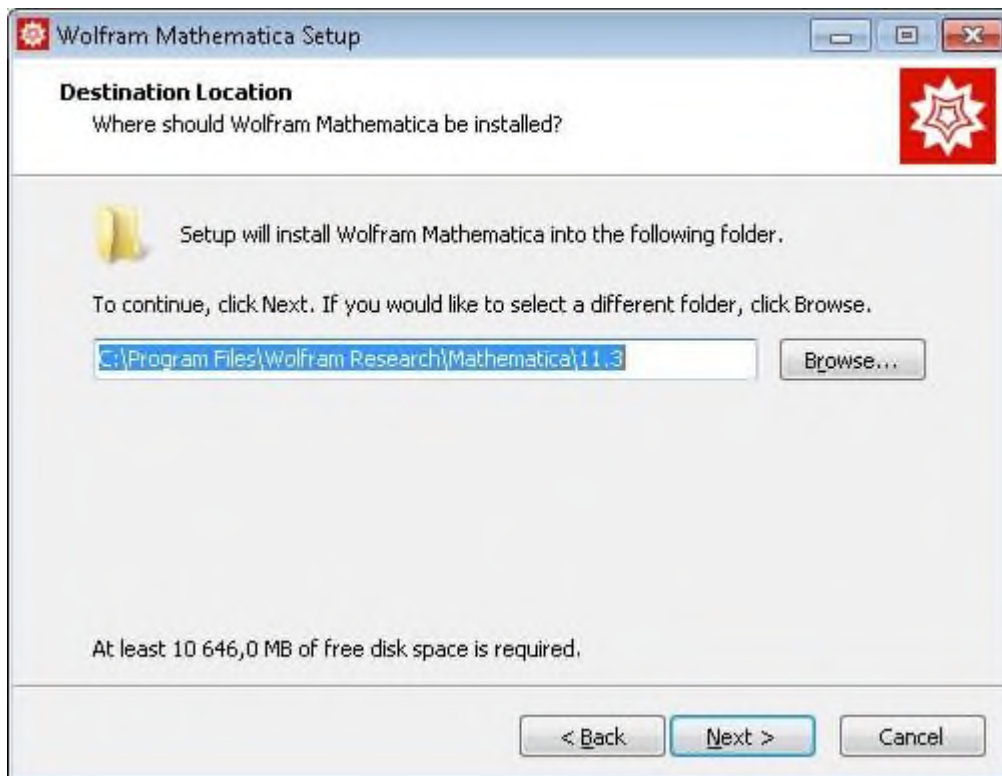 Wolfram Mathematica Setup
Destination Location
Where should Wolfram Mathematica be installed?
Setup will install Wolfram Mathematica into the following folder.
To continue, click Next. If you would like to select a different folder, click Browse.
C:\Program Files\Wolfram Research\Mathematica\11.3
Browse...
At least 10 646,0 MB of free disk space is required.
< Back
Next >
Cancel